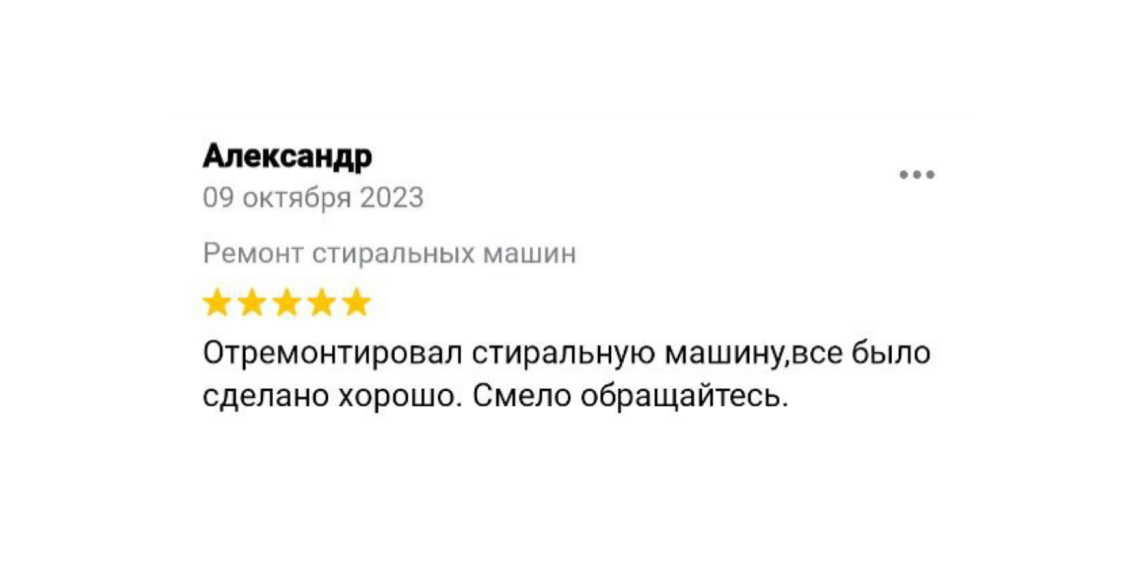 Александр
09 октября 2023
Ремонт стиральных машин
Отремонтировал стиральную машину,все было
сделано хорошо. Смело обращайтесь.